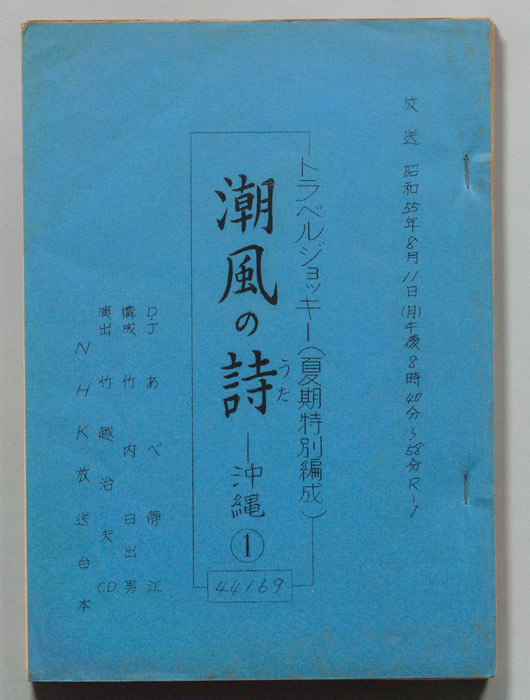 放送 昭和55年8月11日(月)午後8時40分〜58分R-1
トラベルジョッキー(夏期特別編成)
潮風の詩
うた
沖縄①
44169
DJ あべ静江
構成 竹内日出男
演出 竹越治夫 CD
NHK放送台本